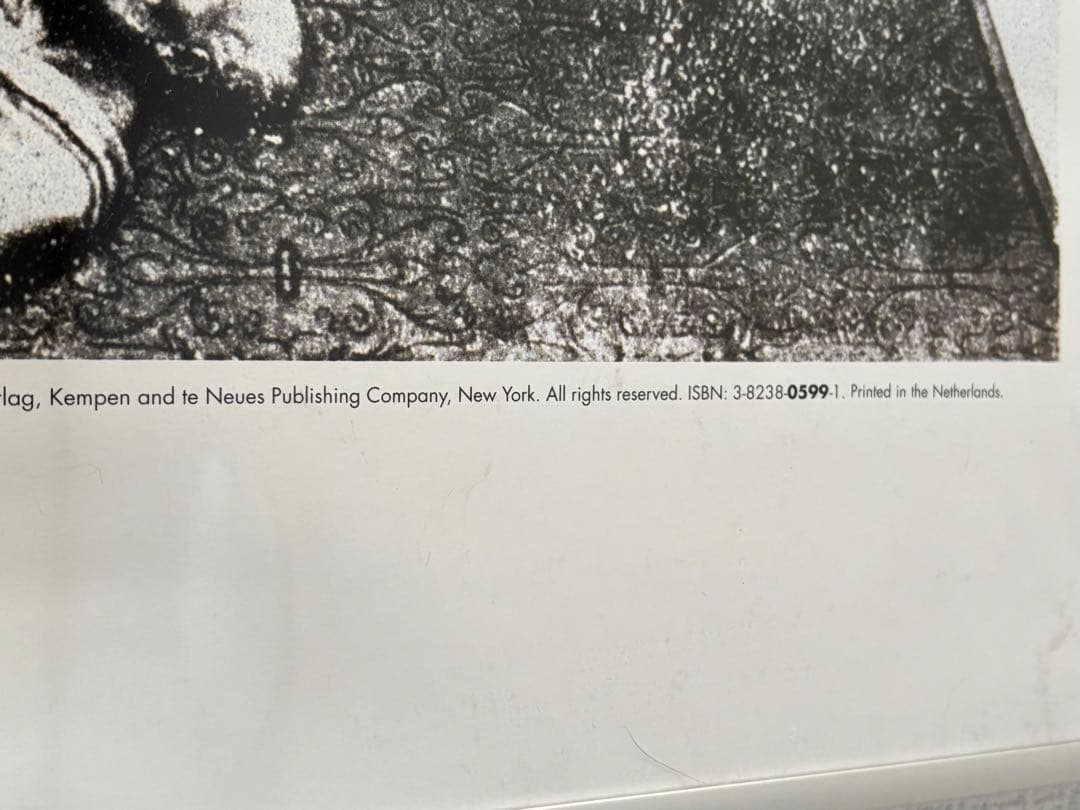 lag, Kempen and te Neues Publishing Company, New York. All rights reserved. ISBN: 3-8238-0599-1. Printed in the Netherlands.